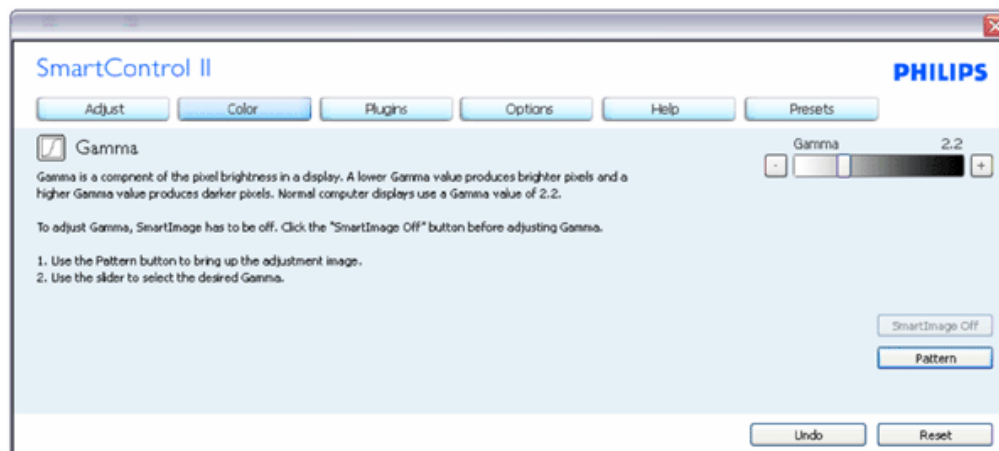 SmartControl II
PHILIPS
Adjust Color Plugins Options Help Presets
Gamma
Gamma 2.2
- +
Gamma is a compnent of the pixel brightness in a display. A lower Gamma value produces brighter pixels and a
higher Gamma value produces darker pixels. Normal computer displays use a Gamma value of 2.2.
To adjust Gamma, SmartImage has to be off. Click the "SmartImage Off" button before adjusting Gamma.
1. Use the Pattern button to bring up the adjustment image.
2. Use the slider to select the desired Gamma.
SmartImage Off
Pattern
Undo Reset